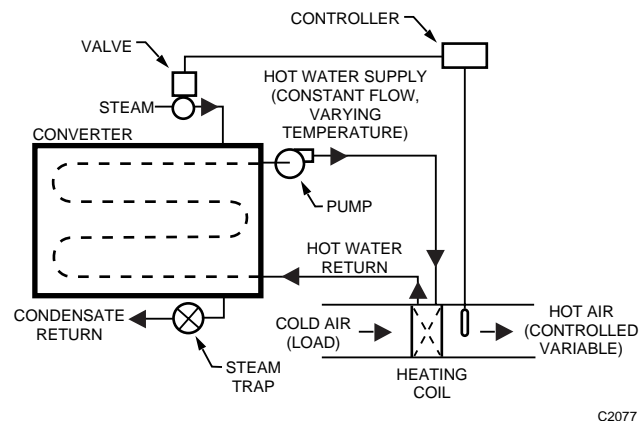 CONTROLLER
VALVE
HOT WATER SUPPLY
(CONSTANT FLOW,
VARYING
TEMPERATURE)
STEAM
CONVERTER
PUMP
HOT WATER
RETURN
CONDENSATE
RETURN
COLD AIR
(LOAD)
HOT AIR
(CONTROLLED
VARIABLE)
STEAM
TRAP
HEATING
COIL
C2077